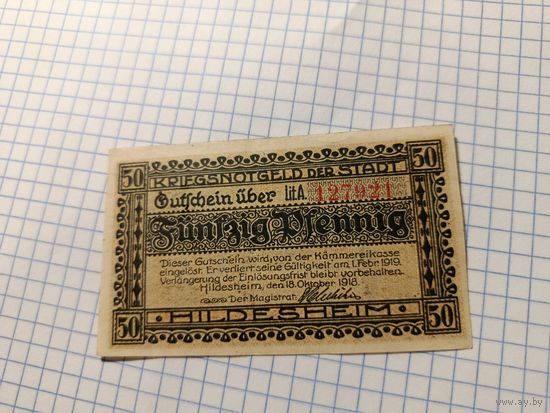 50 50
KRIEGSNOTGELD DER STADT
Gutschein über lit.A. 127921
Fünfzig Pfennig
Dieser Gutschein wird von der Kämmereikasse
eingelöst. Er verliert seine Gültigkeit am 1. Febr. 1919.
Verlängerung der Einlösungsfrist bleibt vorbehalten.
Hildesheim, den 18. Oktober 1918.
Der Magistrat:
50 50
HILDESHEIM
www.ay.by